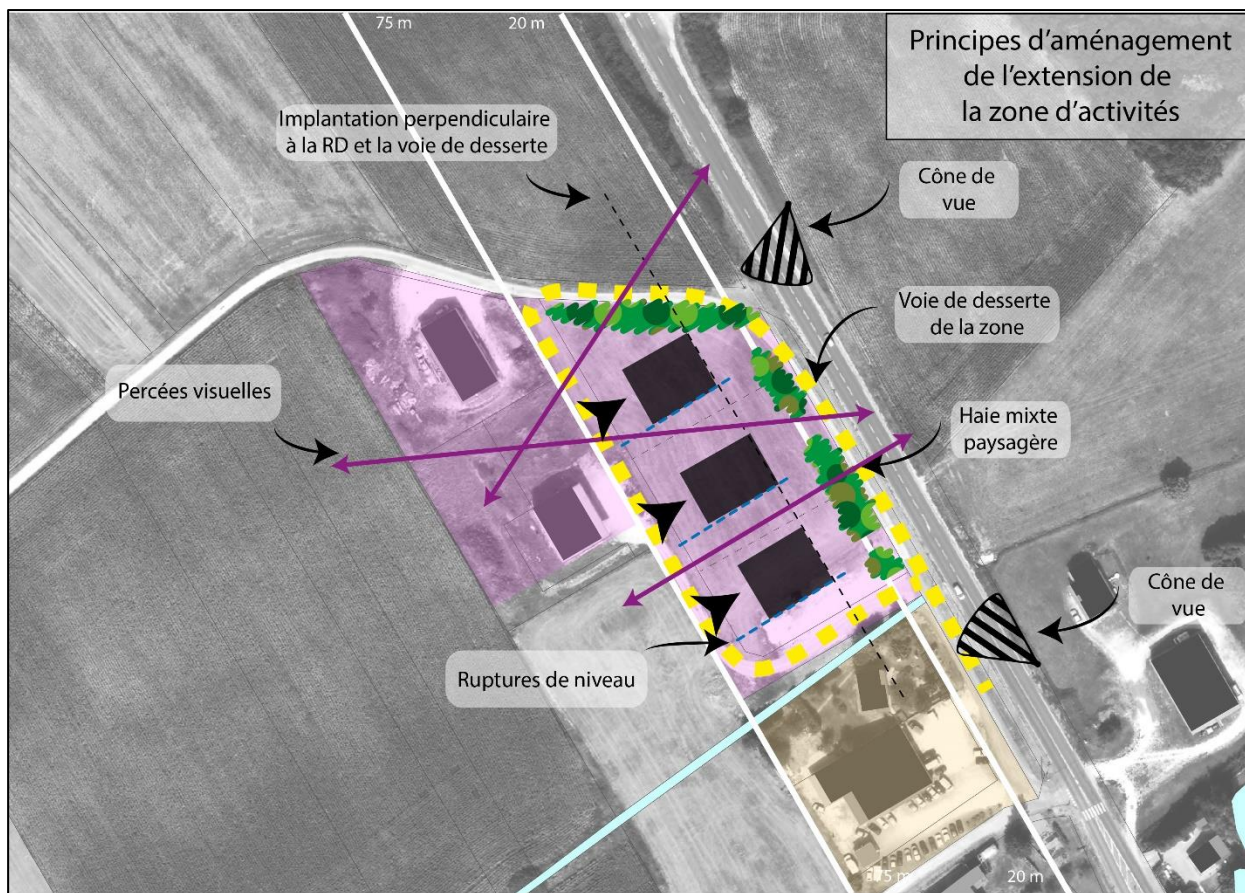 75 m
20 m
Principes d’aménagement
de l’extension de
la zone d’activités
Implantation perpendiculaire
à la RD et la voie de desserte
Cône de
vue
Voie de desserte
de la zone
Percées visuelles
Haie mixte
paysagère
Cône de
vue
Ruptures de niveau
75 m
20 m